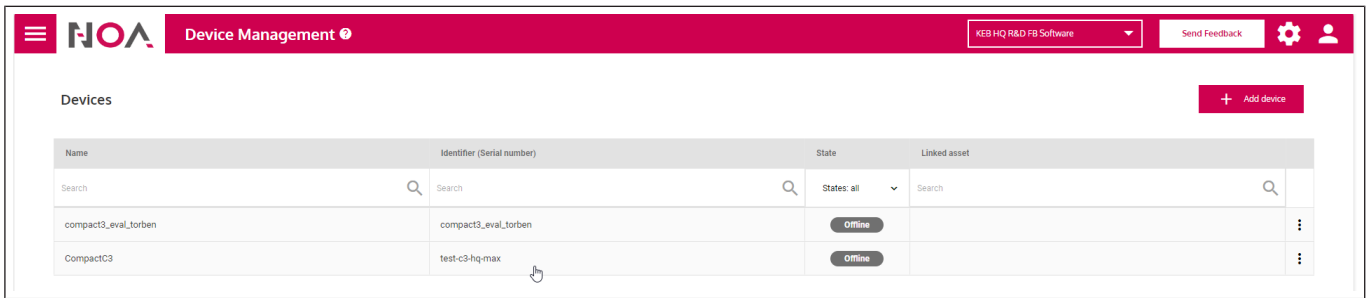 NOA Device Management ? KEB HQ R&D FB Software Send Feedback
Devices + Add device
Name Identifier (Serial number) State Linked asset
Search Search States: all Search
compact3_eval_torben compact3_eval_torben Offline
CompactC3 test-c3-hq-max Offline